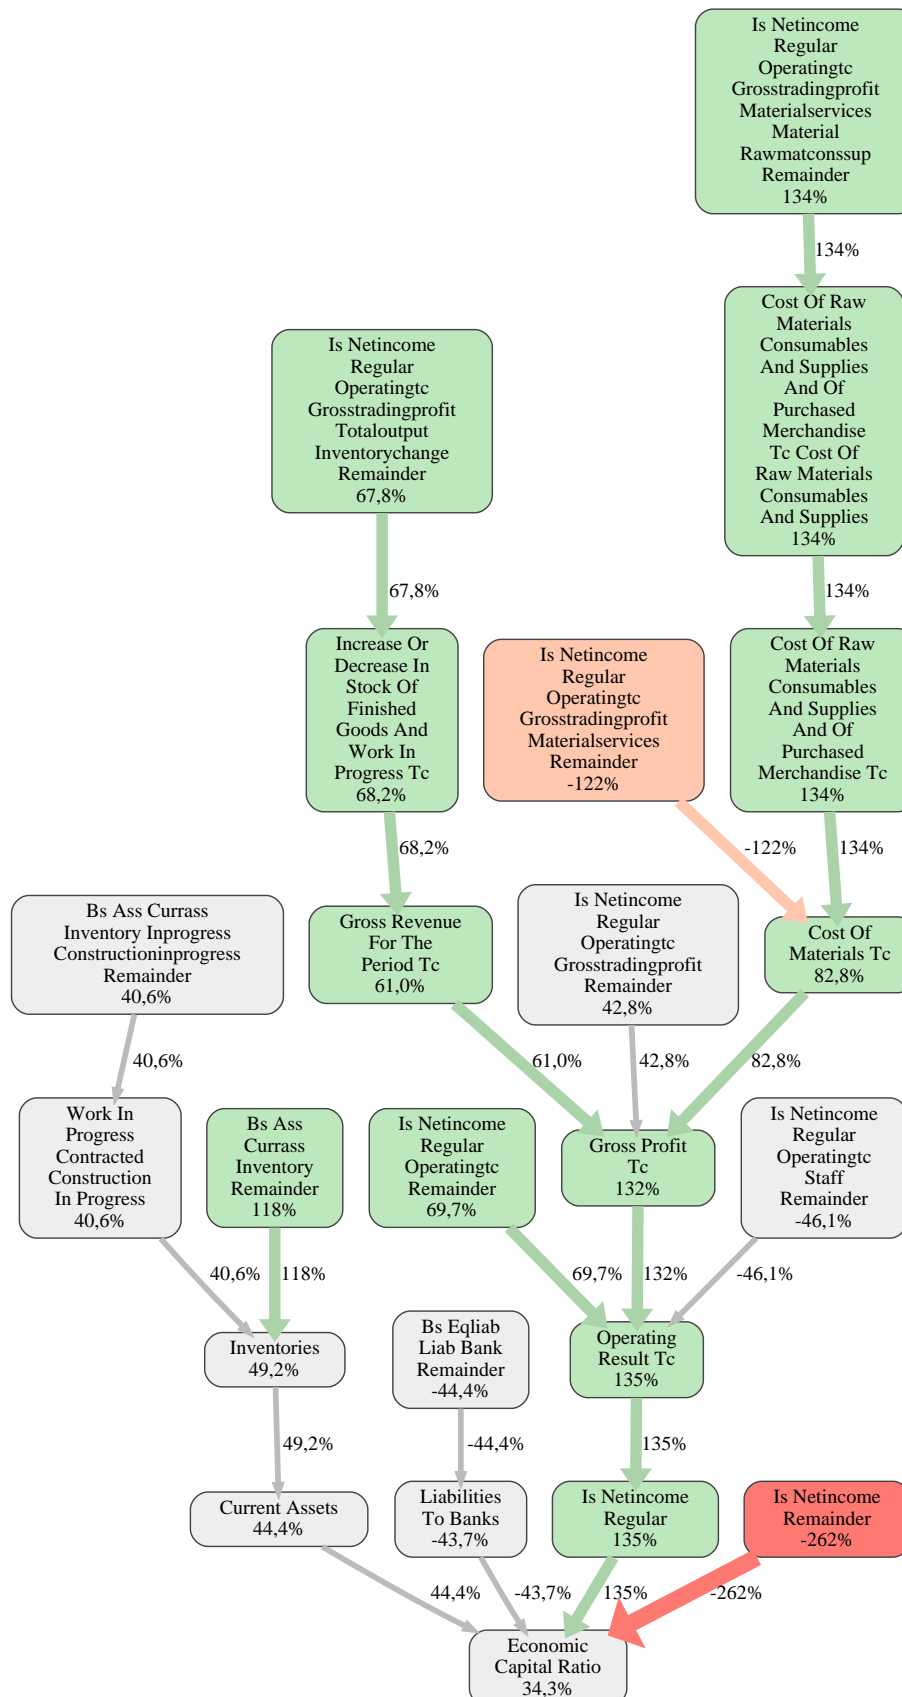 Is Netincome
Regular
Operatingtc
Grosstradingprofit
Materialservices
Material
Rawmatconssup
Remainder
134%
134%
Cost Of Raw
Materials
Consumables
And Supplies
And Of
Purchased
Merchandise
Tc Cost Of
Raw Materials
Consumables
And Supplies
134%
Is Netincome
Regular
Operatingtc
Grosstradingprofit
Totaloutput
Inventorychange
Remainder
67,8%
67,8%
134%
Increase Or
Decrease In
Stock Of
Finished
Goods And
Work In
Progress Tc
68,2%
Is Netincome
Regular
Operatingtc
Grosstradingprofit
Materialservices
Remainder
-122%
Cost Of Raw
Materials
Consumables
And Supplies
And Of
Purchased
Merchandise Tc
134%
68,2%
-122%
134%
Bs Ass Currass
Inventory Inprogress
Constructioninprogress
Remainder
40,6%
Gross Revenue
For The
Period Tc
61,0%
Is Netincome
Regular
Operatingtc
Grosstradingprofit
Remainder
42,8%
Cost Of
Materials Tc
82,8%
40,6%
61,0%
42,8%
82,8%
Work In
Progress
Contracted
Construction
In Progress
40,6%
Bs Ass
Currass
Inventory
Remainder
118%
Is Netincome
Regular
Operatingtc
Remainder
69,7%
Gross Profit
Tc
132%
Is Netincome
Regular
Operatingtc
Staff
Remainder
-46,1%
40,6%
118%
69,7%
132%
-46,1%
Inventories
49,2%
Bs Eqliab
Liab Bank
Remainder
-44,4%
Operating
Result Tc
135%
49,2%
-44,4%
135%
Current Assets
44,4%
Liabilities
To Banks
-43,7%
Is Netincome
Regular
135%
Is Netincome
Remainder
-262%
44,4%
-43,7%
135%
-262%
Economic
Capital Ratio
34,3%